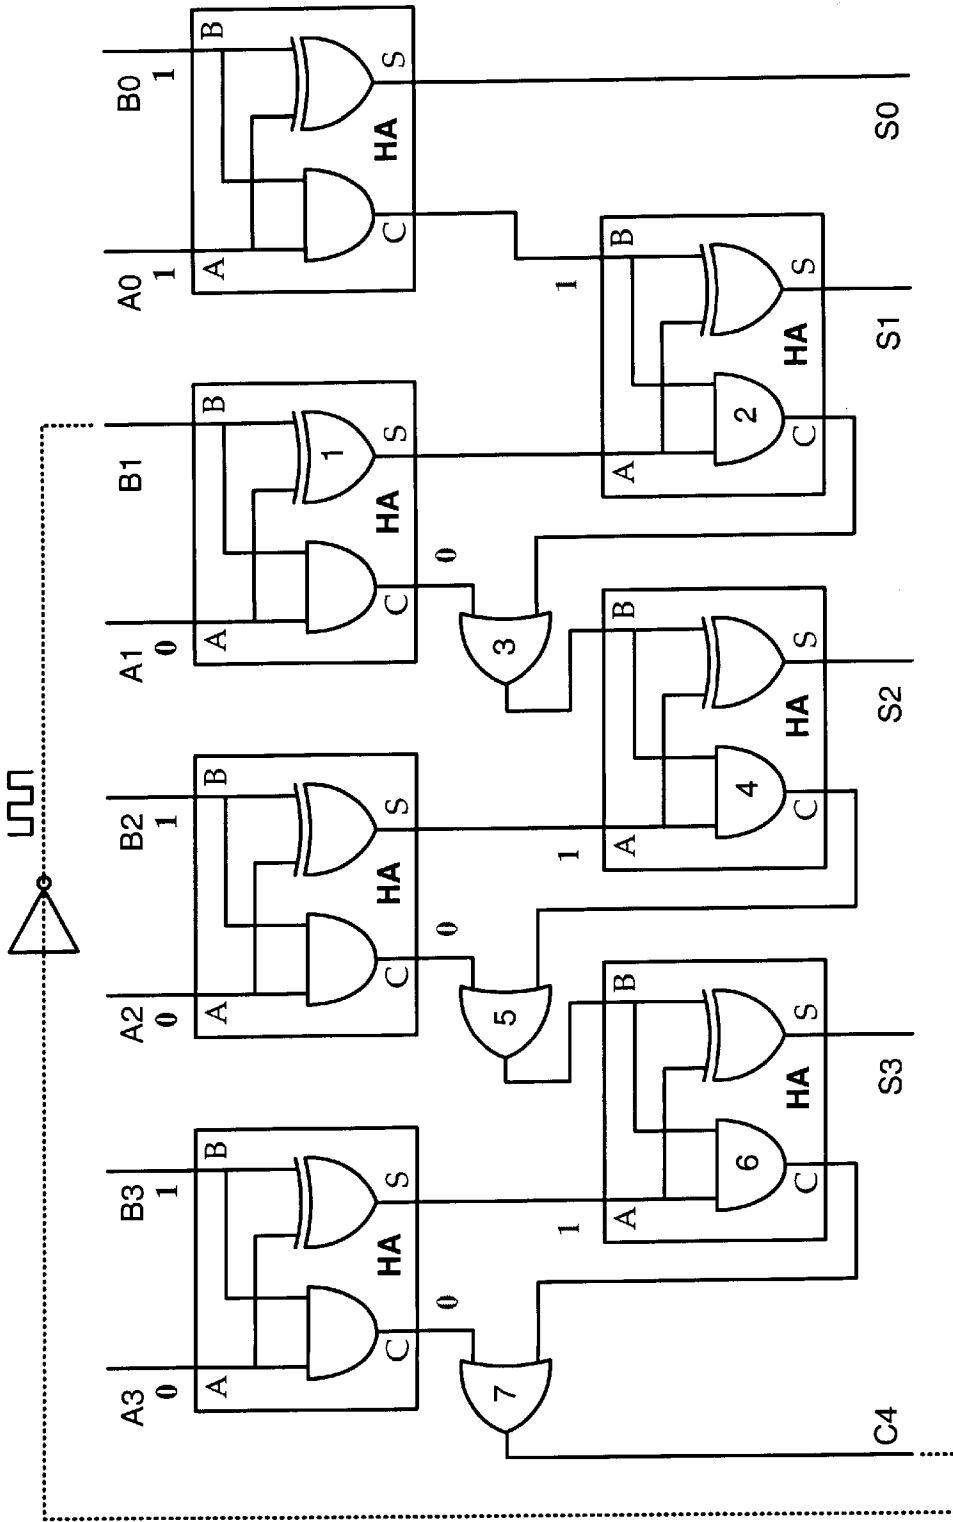 A3 B3 A2 B2 A1 B1 A0 B0
0 1 0 1 0 1 1
A B A B A B A B
1
HA HA HA HA
C S C S C S C S
0 0 0
7 5 3
1 1 1
A B A B A B
6 4 2
HA HA HA
C S C S C S
C4 S3 S2 S1 S0